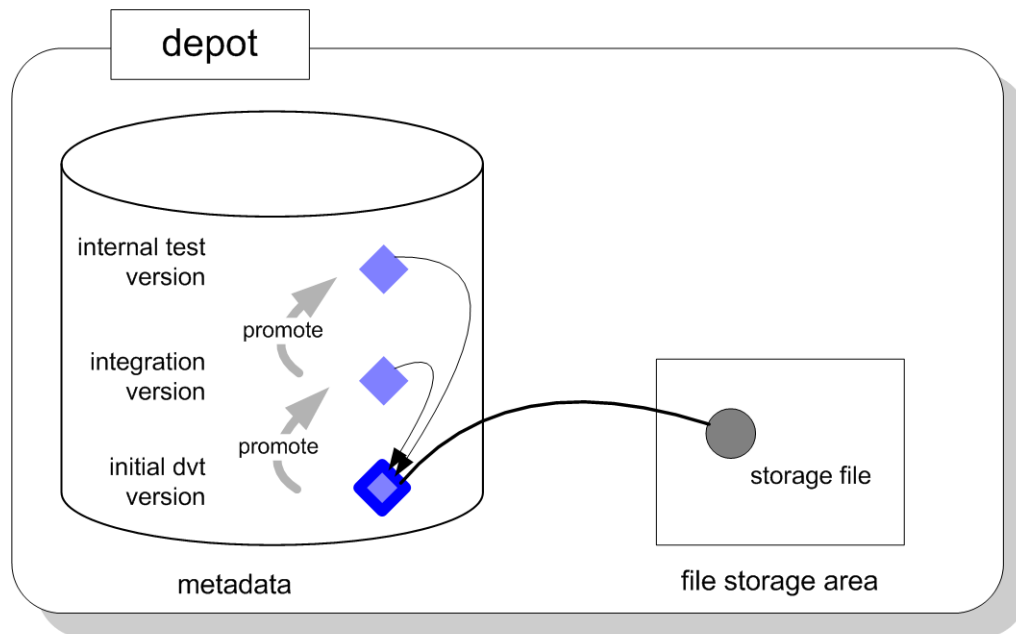 depot
internal test
version
promote
integration
version
promote
initial dvt
version
storage file
metadata
file storage area